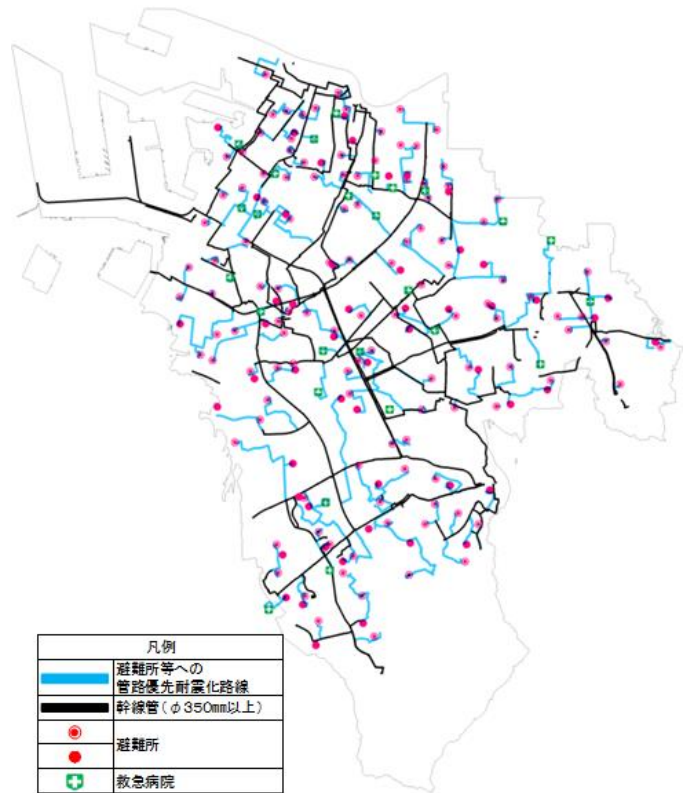 凡例
避難所等への
管路優先耐震化路線
幹線管(φ350mm以上)
避難所
救急病院